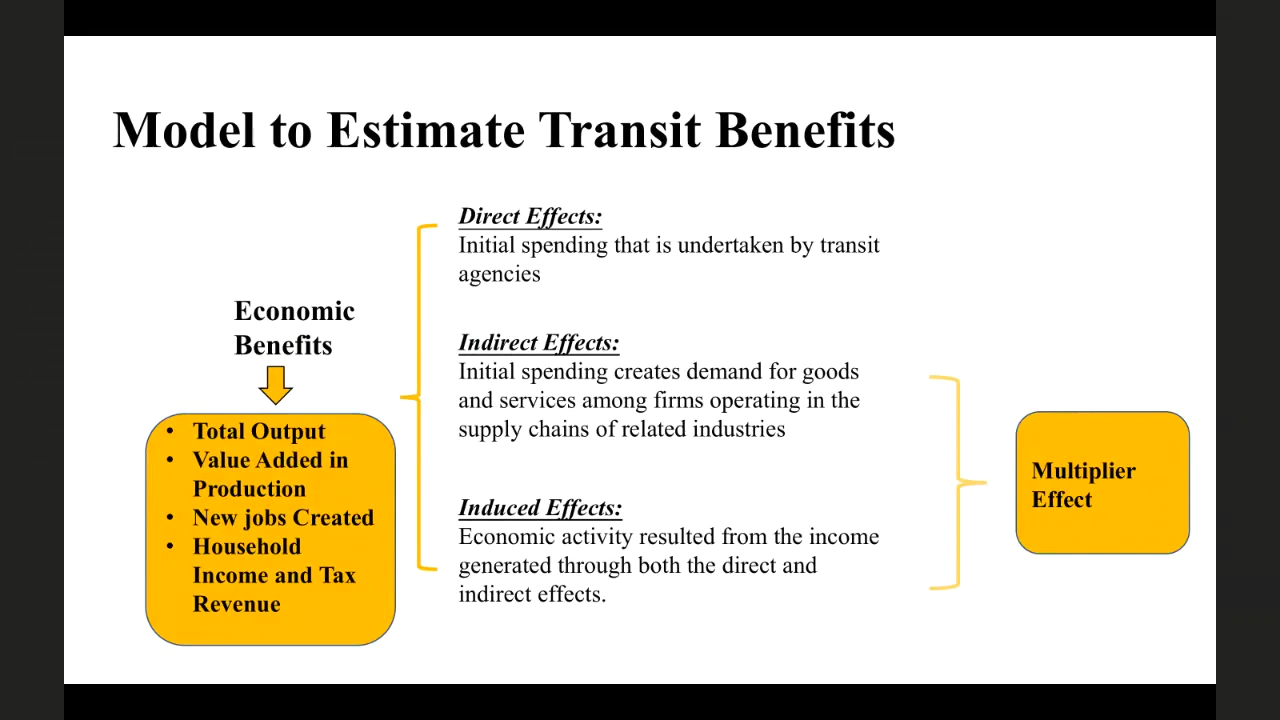 Model to Estimate Transit Benefits
Economic
Benefits
• Total Output
• Value Added in
Production
• New jobs Created
• Household
Income and Tax
Revenue
Direct Effects:
Initial spending that is undertaken by transit
agencies
Indirect Effects:
Initial spending creates demand for goods
and services among firms operating in the
supply chains of related industries
Induced Effects:
Economic activity resulted from the income
generated through both the direct and
indirect effects.
Multiplier
Effect